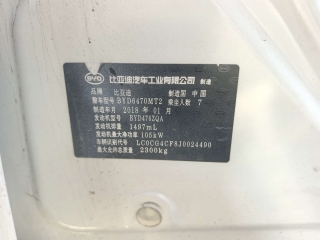 BYD 比亚迪汽车工业有限公司 制造
品牌 比亚迪 制造国 中国
整车型号 BYD6470MT2 乘坐人数 7
制造年月 2018 年 01 月
发动机型号 BYD476ZQA
发动机排量 1497mL
发动机最大净功率 105kW
车辆识别代号 LC0CG4CF8J0024490
最大允许总质量 2300kg